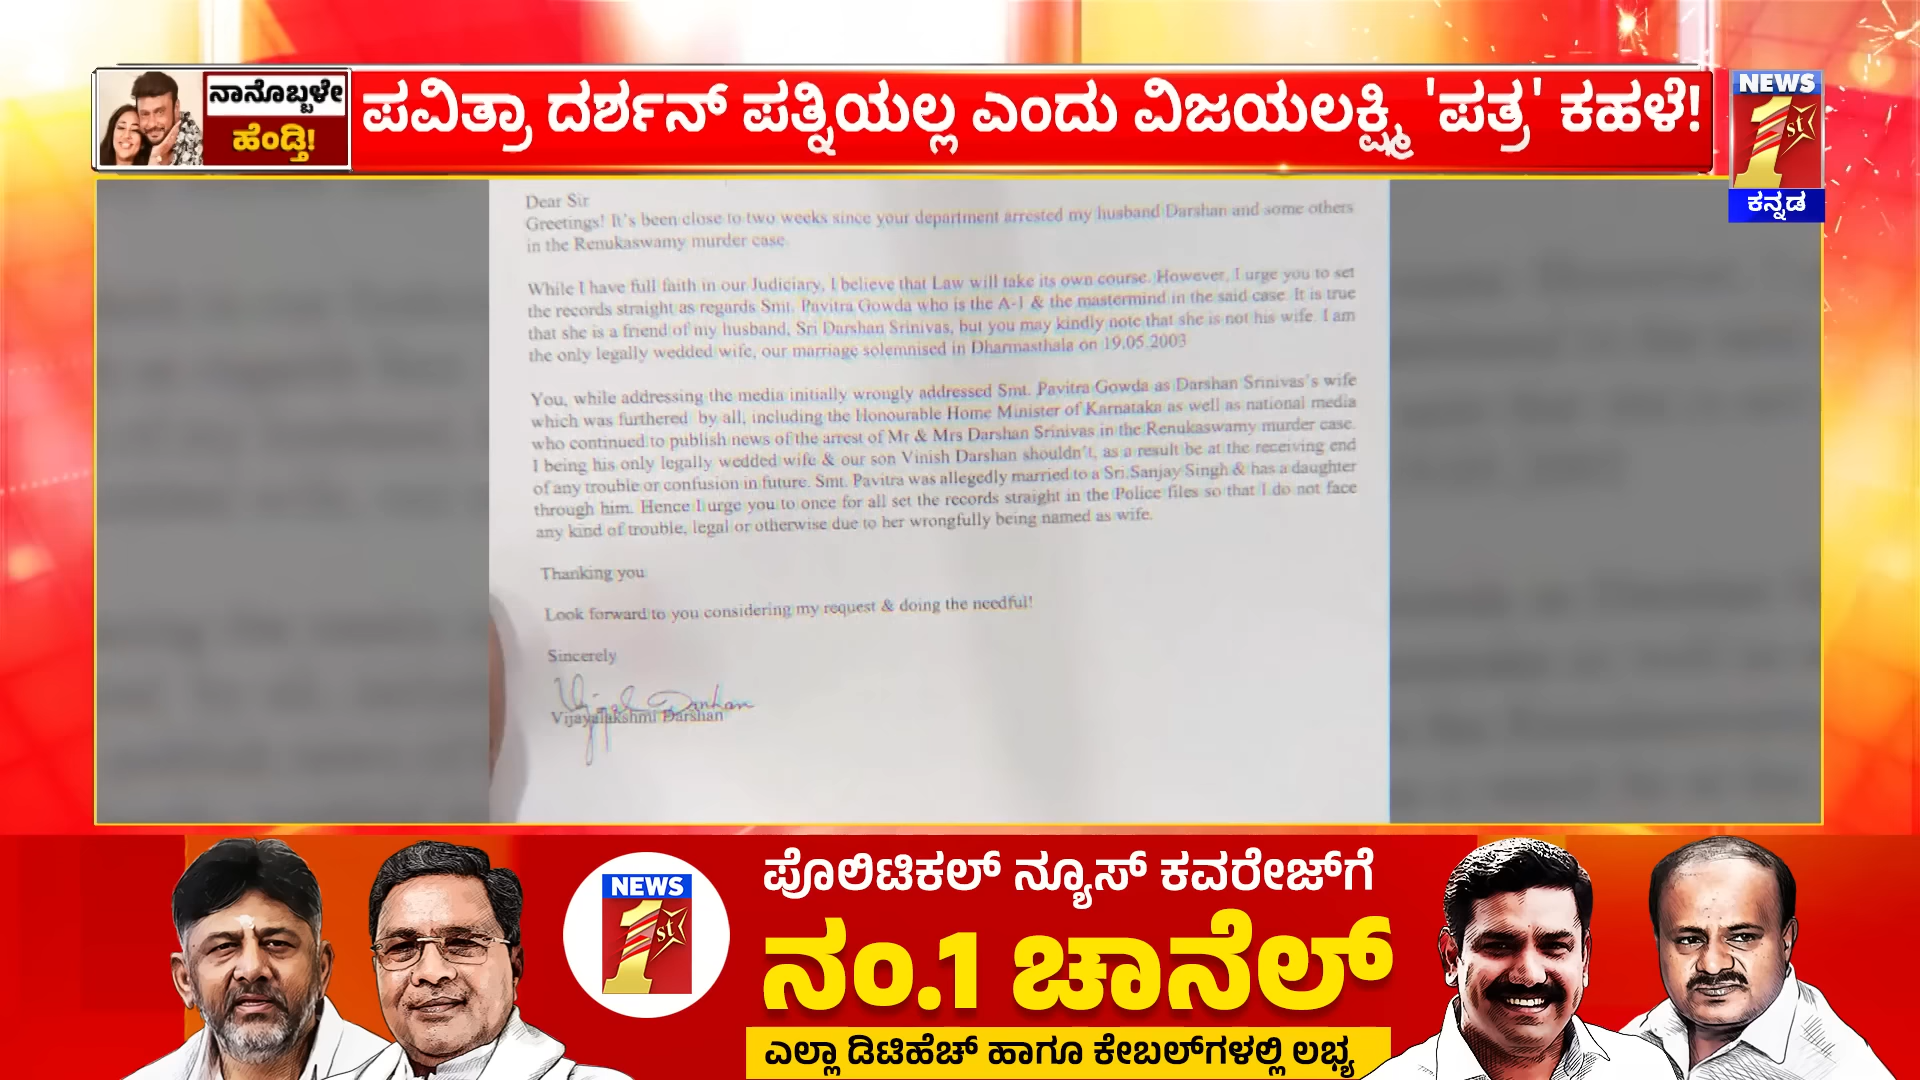 ನಾನೊಬ್ಬಳೇ
ಹೆಂಡ್ತಿ!
ಪವಿತ್ರಾ ದರ್ಶನ್ ಪತ್ನಿಯಲ್ಲ ಎಂದು ವಿಜಯಲಕ್ಷ್ಮಿ 'ಪತ್ರ' ಕಹಳೆ!
NEWS
1st
ಕನ್ನಡ
Dear Sir
Greetings! It's been close to two weeks since your department arrested my husband Darshan and some others
in the Renukaswamy murder case.
While I have full faith in our Judiciary, I believe that Law will take its own course. However, I urge you to set
the records straight as regards Smt. Pavitra Gowda who is the A-1 & the mastermind in the said case. It is true
that she is a friend of my husband, Sri Darshan Srinivas, but you may kindly note that she is not his wife. I am
the only legally wedded wife, our marriage solemnised in Dharmasthala on 19.05.2003
You, while addressing the media initially wrongly addressed Smt. Pavitra Gowda as Darshan Srinivas's wife
which was furthered by all, including the Honourable Home Minister of Karnataka as well as national media
who continued to publish news of the arrest of Mr & Mrs Darshan Srinivas in the Renukaswamy murder case.
I being his only legally wedded wife & our son Vinish Darshan shouldn't, as a result be at the receiving end
of any trouble or confusion in future. Smt. Pavitra was allegedly married to a Sri.Sanjay Singh & has a daughter
through him. Hence I urge you to once for all set the records straight in the Police files so that I do not face
any kind of trouble, legal or otherwise due to her wrongfully being named as wife.
Thanking you
Look forward to you considering my request & doing the needful!
Sincerely
Vijayalakshmi Darshan
NEWS
1st
ಪೊಲಿಟಿಕಲ್ ನ್ಯೂಸ್ ಕವರೇಜ್‌ಗೆ
ನಂ.1 ಚಾನೆಲ್
ಎಲ್ಲಾ ಡಿಟಿಹೆಚ್ ಹಾಗೂ ಕೇಬಲ್‌ಗಳಲ್ಲಿ ಲಭ್ಯ